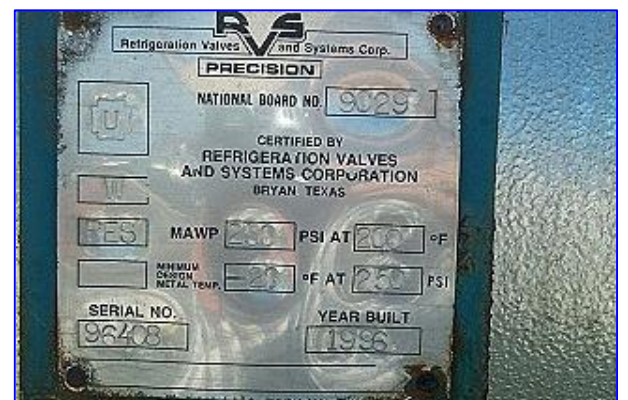 RVS
Refrigeration Valves and Systems Corp.
PRECISION
U
NATIONAL BOARD NO. 9029
CERTIFIED BY
REFRIGERATION VALVES
AND SYSTEMS CORPORATION
BRYAN TEXAS
W
RES MAWP 250 PSI AT 200 °F
MINIMUM DESIGN METAL TEMP. -20 °F AT 250 PSI
SERIAL NO. YEAR BUILT
96408 1996